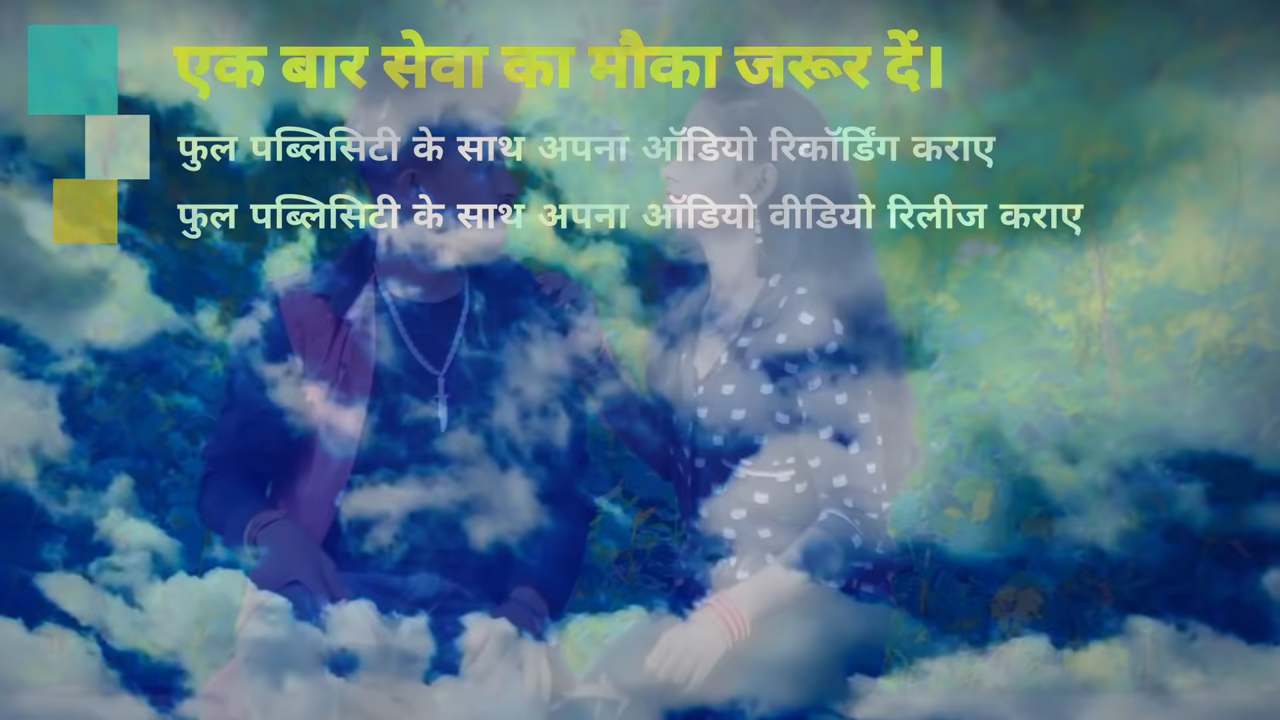 एक बार सेवा का मौका जरूर दें।
फुल पब्लिसिटी के साथ अपना ऑडियो रिकॉर्डिंग कराए
फुल पब्लिसिटी के साथ अपना ऑडियो वीडियो रिलीज कराए